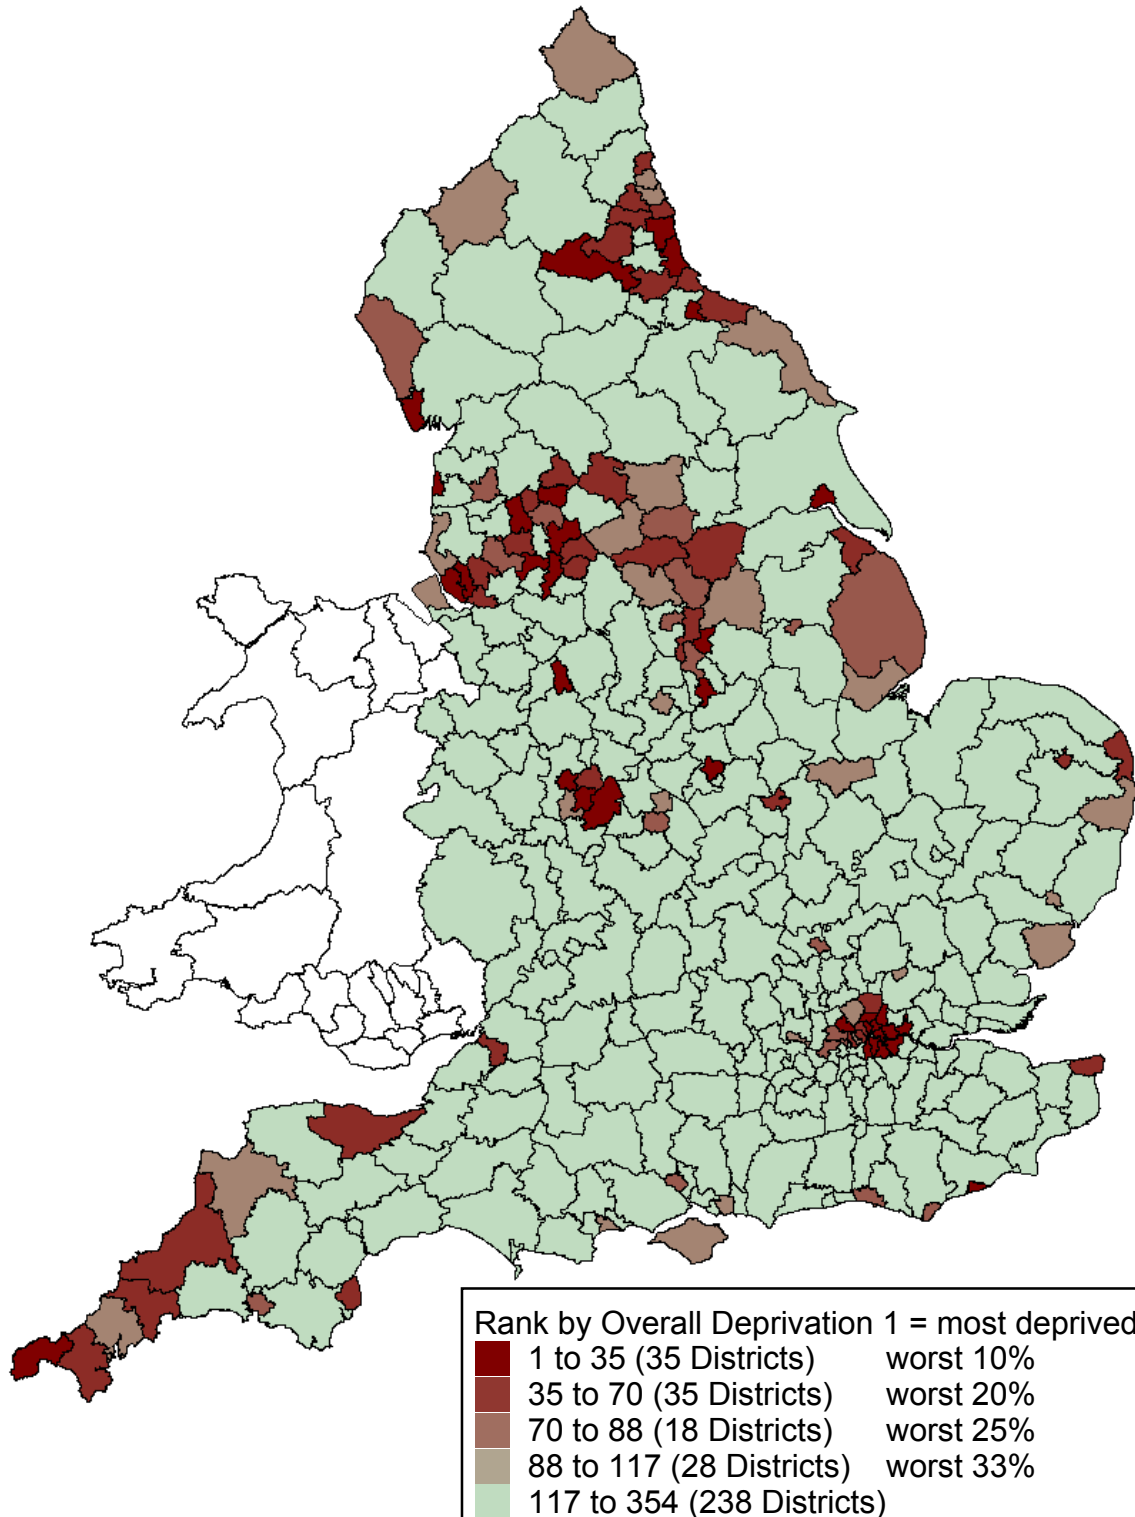 Rank by Overall Deprivation 1 = most deprived
1 to 35 (35 Districts) worst 10%
35 to 70 (35 Districts) worst 20%
70 to 88 (18 Districts) worst 25%
88 to 117 (28 Districts) worst 33%
117 to 354 (238 Districts)